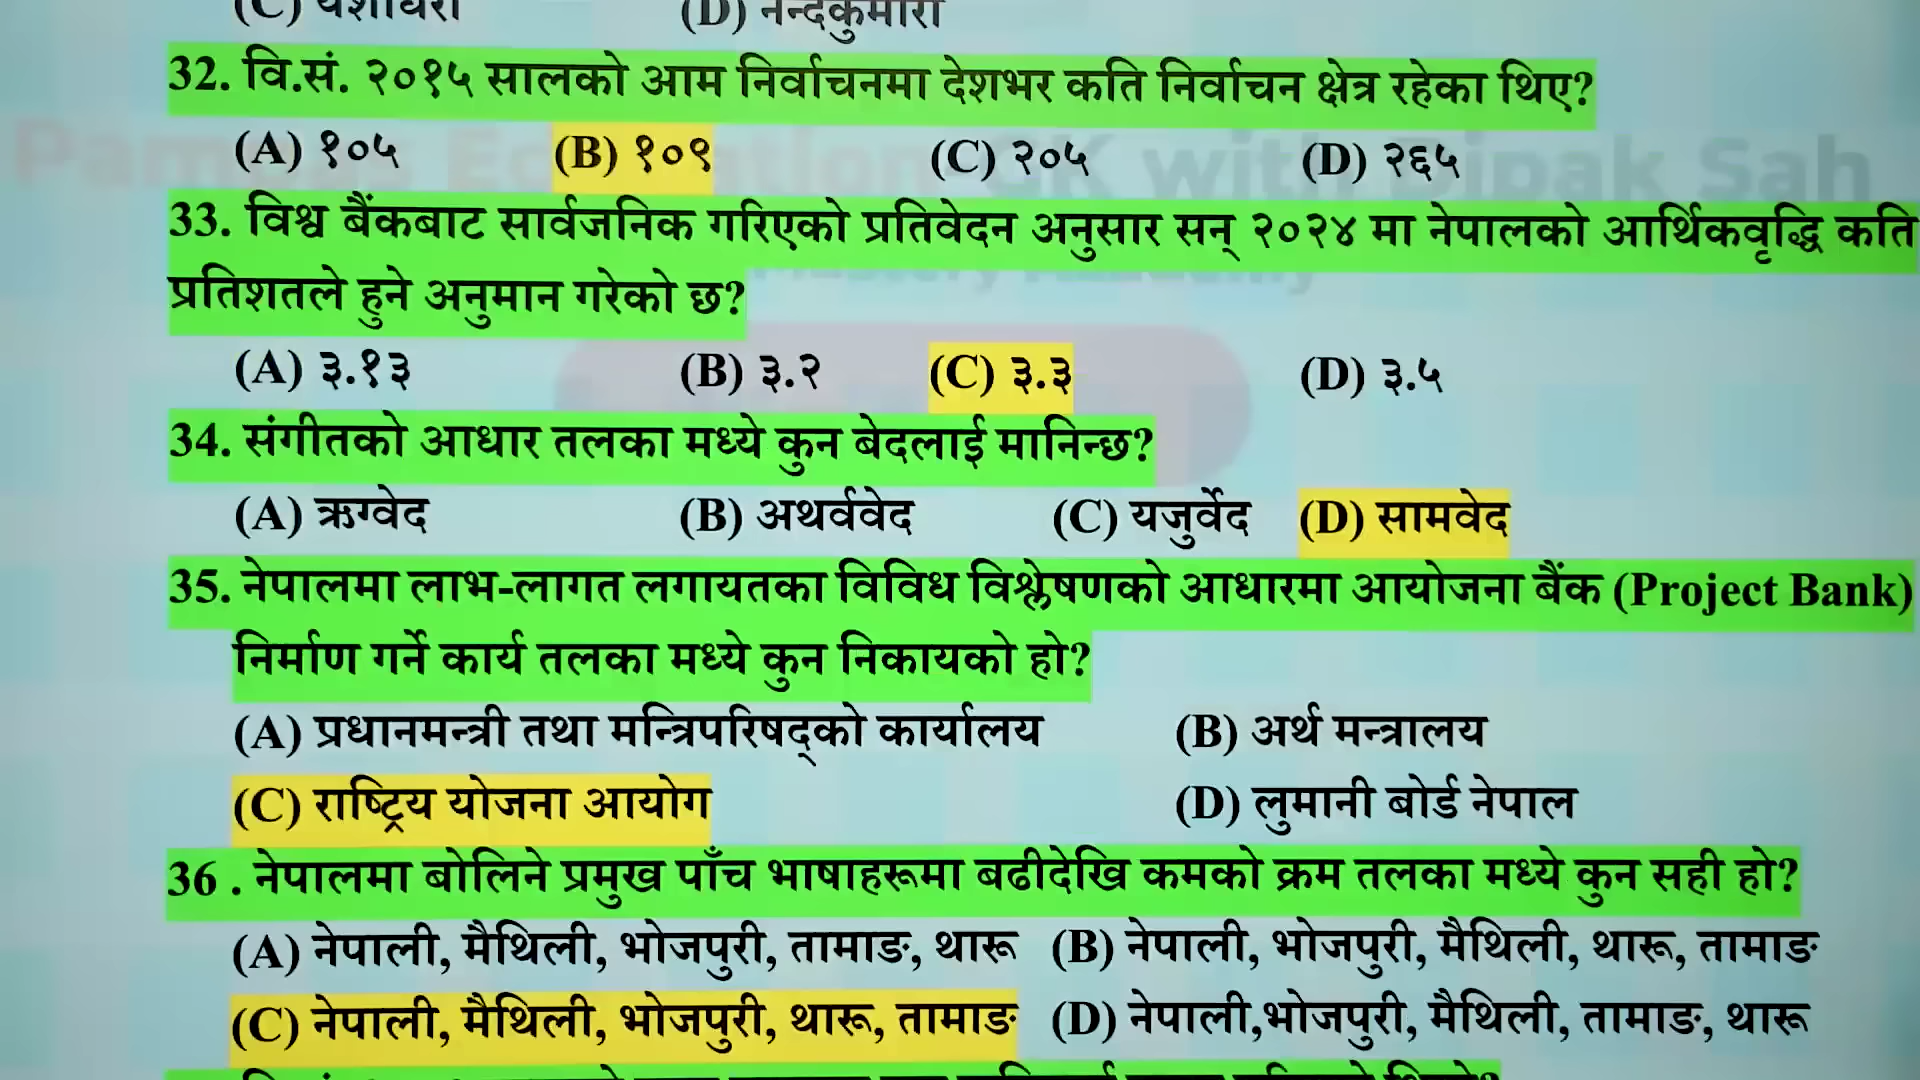 (C) यशोधरा (D) नन्दकुमारी
32. वि.सं. २०१५ सालको आम निर्वाचनमा देशभर कति निर्वाचन क्षेत्र रहेका थिए?
(A) १०५ (B) १०९ (C) २०५ (D) २६५
33. विश्व बैंकबाट सार्वजनिक गरिएको प्रतिवेदन अनुसार सन् २०२४ मा नेपालको आर्थिकवृद्धि कति
प्रतिशतले हुने अनुमान गरेको छ?
(A) ३.१३ (B) ३.२ (C) ३.३ (D) ३.५
34. संगीतको आधार तलका मध्ये कुन बेदलाई मानिन्छ?
(A) ऋग्वेद (B) अथर्ववेद (C) यजुर्वेद (D) सामवेद
35. नेपालमा लाभ-लागत लगायतका विविध विश्लेषणको आधारमा आयोजना बैंक (Project Bank)
निर्माण गर्ने कार्य तलका मध्ये कुन निकायको हो?
(A) प्रधानमन्त्री तथा मन्त्रिपरिषद्को कार्यालय (B) अर्थ मन्त्रालय
(C) राष्ट्रिय योजना आयोग (D) लुमानी बोर्ड नेपाल
36 . नेपालमा बोलिने प्रमुख पाँच भाषाहरूमा बढीदेखि कमको क्रम तलका मध्ये कुन सही हो?
(A) नेपाली, मैथिली, भोजपुरी, तामाङ, थारू (B) नेपाली, भोजपुरी, मैथिली, थारू, तामाङ
(C) नेपाली, मैथिली, भोजपुरी, थारू, तामाङ (D) नेपाली,भोजपुरी, मैथिली, तामाङ, थारू